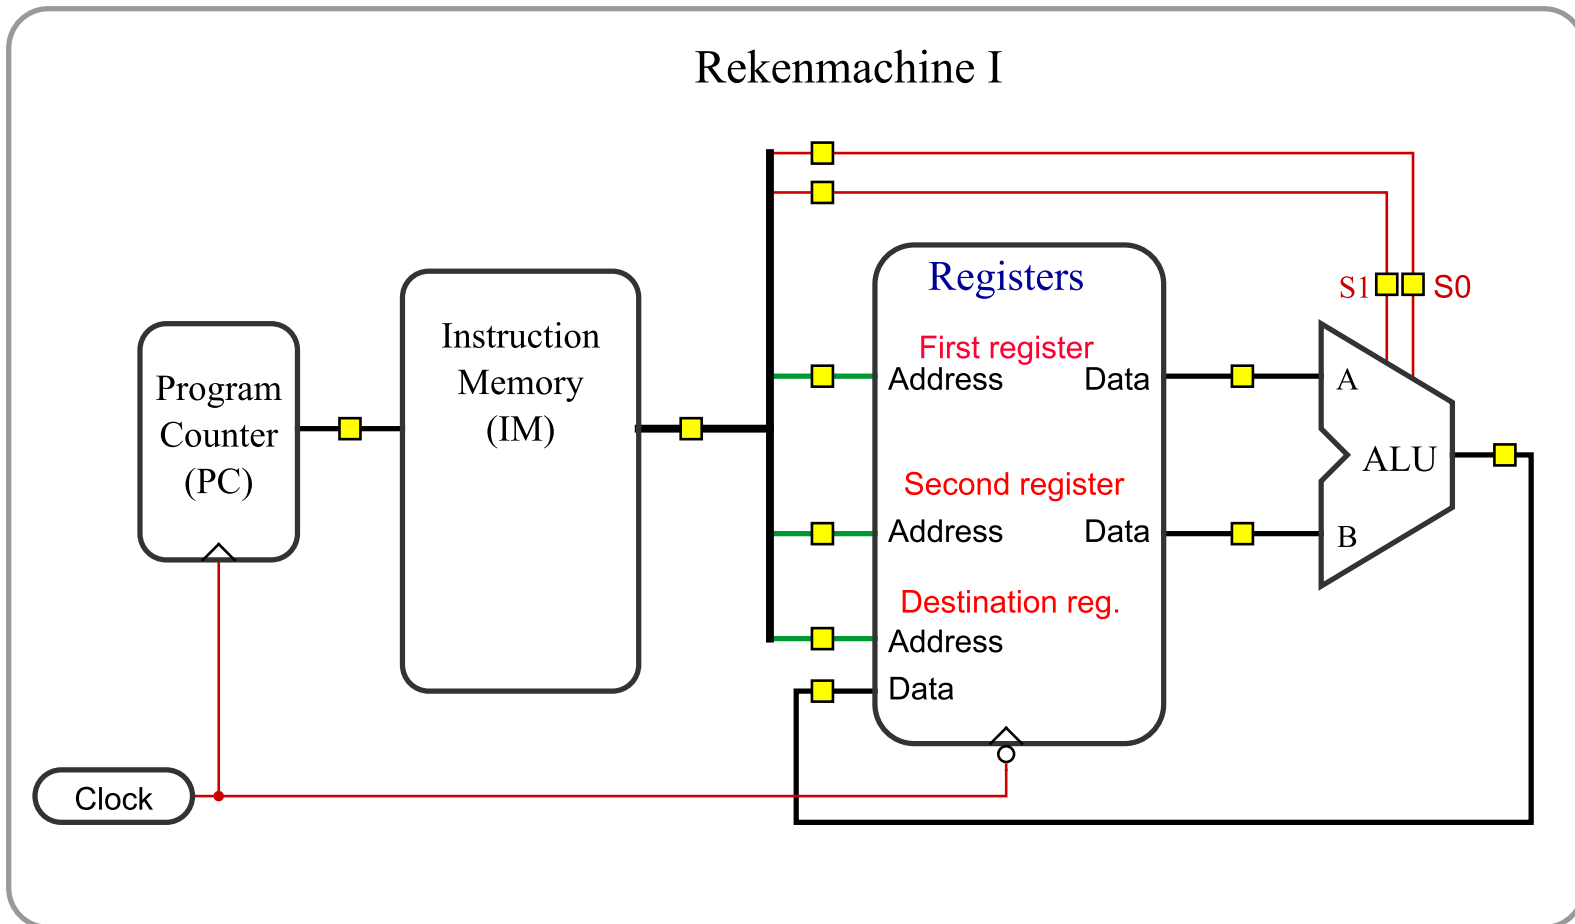 Rekenmachine I
Registers
S1
S0
Instruction
Memory
(IM)
Program
Counter
(PC)
First register
Address
Data
A
Second register
Address
Data
B
ALU
Destination reg.
Address
Data
Clock